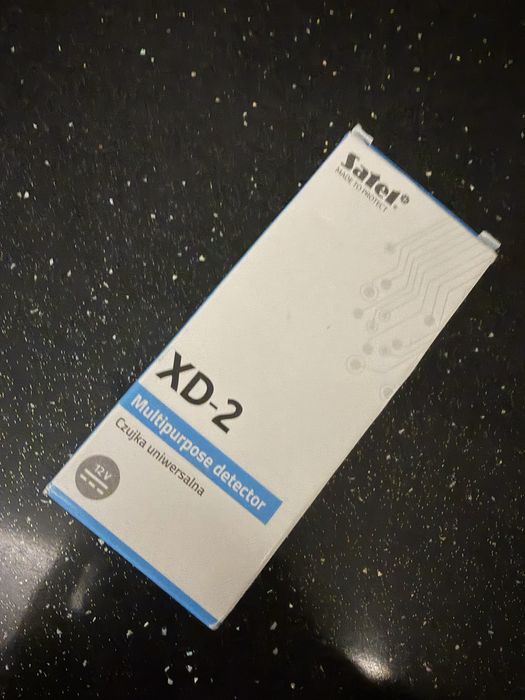 Satel®
MADE TO PROTECT
XD-2
Multipurpose detector
Czujka uniwersalna
12V